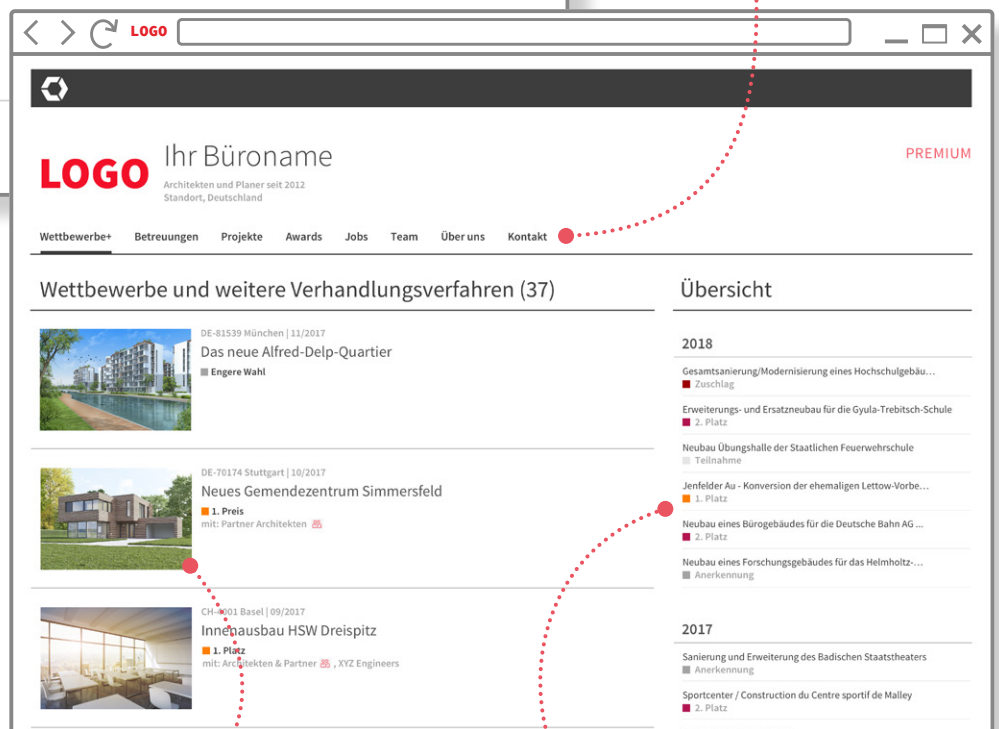 LOGO
LOGO
Ihr Büroname
Architekten und Planer seit 2012
Standort, Deutschland
PREMIUM
Wettbewerbe+ Betreuungen Projekte Awards Jobs Team Über uns Kontakt
Wettbewerbe und weitere Verhandlungsverfahren (37)
DE-81539 München | 11/2017
Das neue Alfred-Delp-Quartier
Engere Wahl
DE-70174 Stuttgart | 10/2017
Neues Gemendezentrum Simmersfeld
1. Preis
mit: Partner Architekten
CH-4001 Basel | 09/2017
Innenausbau HSW Dreispitz
1. Platz
mit: Architekten & Partner , XYZ Engineers
Übersicht
2018
Gesamtsanierung/Modernisierung eines Hochschulgebäu…
Zuschlag
Erweiterungs- und Ersatzneubau für die Gyula-Trebitsch-Schule
2. Platz
Neubau Übungshalle der Staatlichen Feuerwehrschule
Teilnahme
Jenfelder Au - Konversion der ehemaligen Lettow-Vorbe…
1. Platz
Neubau eines Bürogebäudes für die Deutsche Bahn AG …
2. Platz
Neubau eines Forschungsgebäudes für das Helmholtz-…
Anerkennung
2017
Sanierung und Erweiterung des Badischen Staatstheaters
Anerkennung
Sportcenter / Construction du Centre sportif de Malley
2. Platz